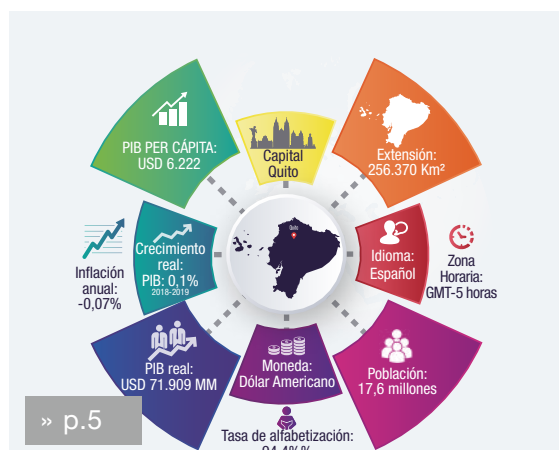 PIB PER CÁPITA:
USD 6.222
Capital
Quito
Extensión:
256.370 Km²
Inflación
anual:
-0,07%
Crecimiento
real:
PIB: 0,1%
2018-2019
Quito
Idioma:
Español
Zona
Horaria:
GMT-5 horas
PIB real:
USD 71.909 MM
Moneda:
Dólar Americano
Población:
17,6 millones
» p.5
Tasa de alfabetización: